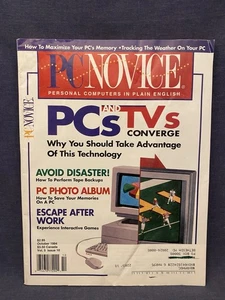 How To Maximize Your PC's Memory • Tracking The Weather On Your PC
PC NOVICE
PERSONAL COMPUTERS IN PLAIN ENGLISH
PC NOVICE
PCs AND TVs
CONVERGE
Why You Should Take Advantage
Of This Technology
AVOID DISASTER!
How To Perform Tape Backups
PC PHOTO ALBUM
How To Save Your Memories
On A PC
ESCAPE AFTER
WORK
Experience Interactive Games
October 1994